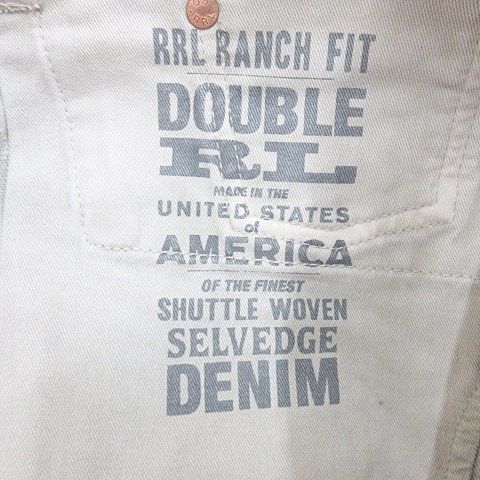 RRL RANCH FIT
DOUBLE
RL
MADE IN THE
UNITED STATES
of
AMERICA
OF THE FINEST
SHUTTLE WOVEN
SELVEDGE
DENIM